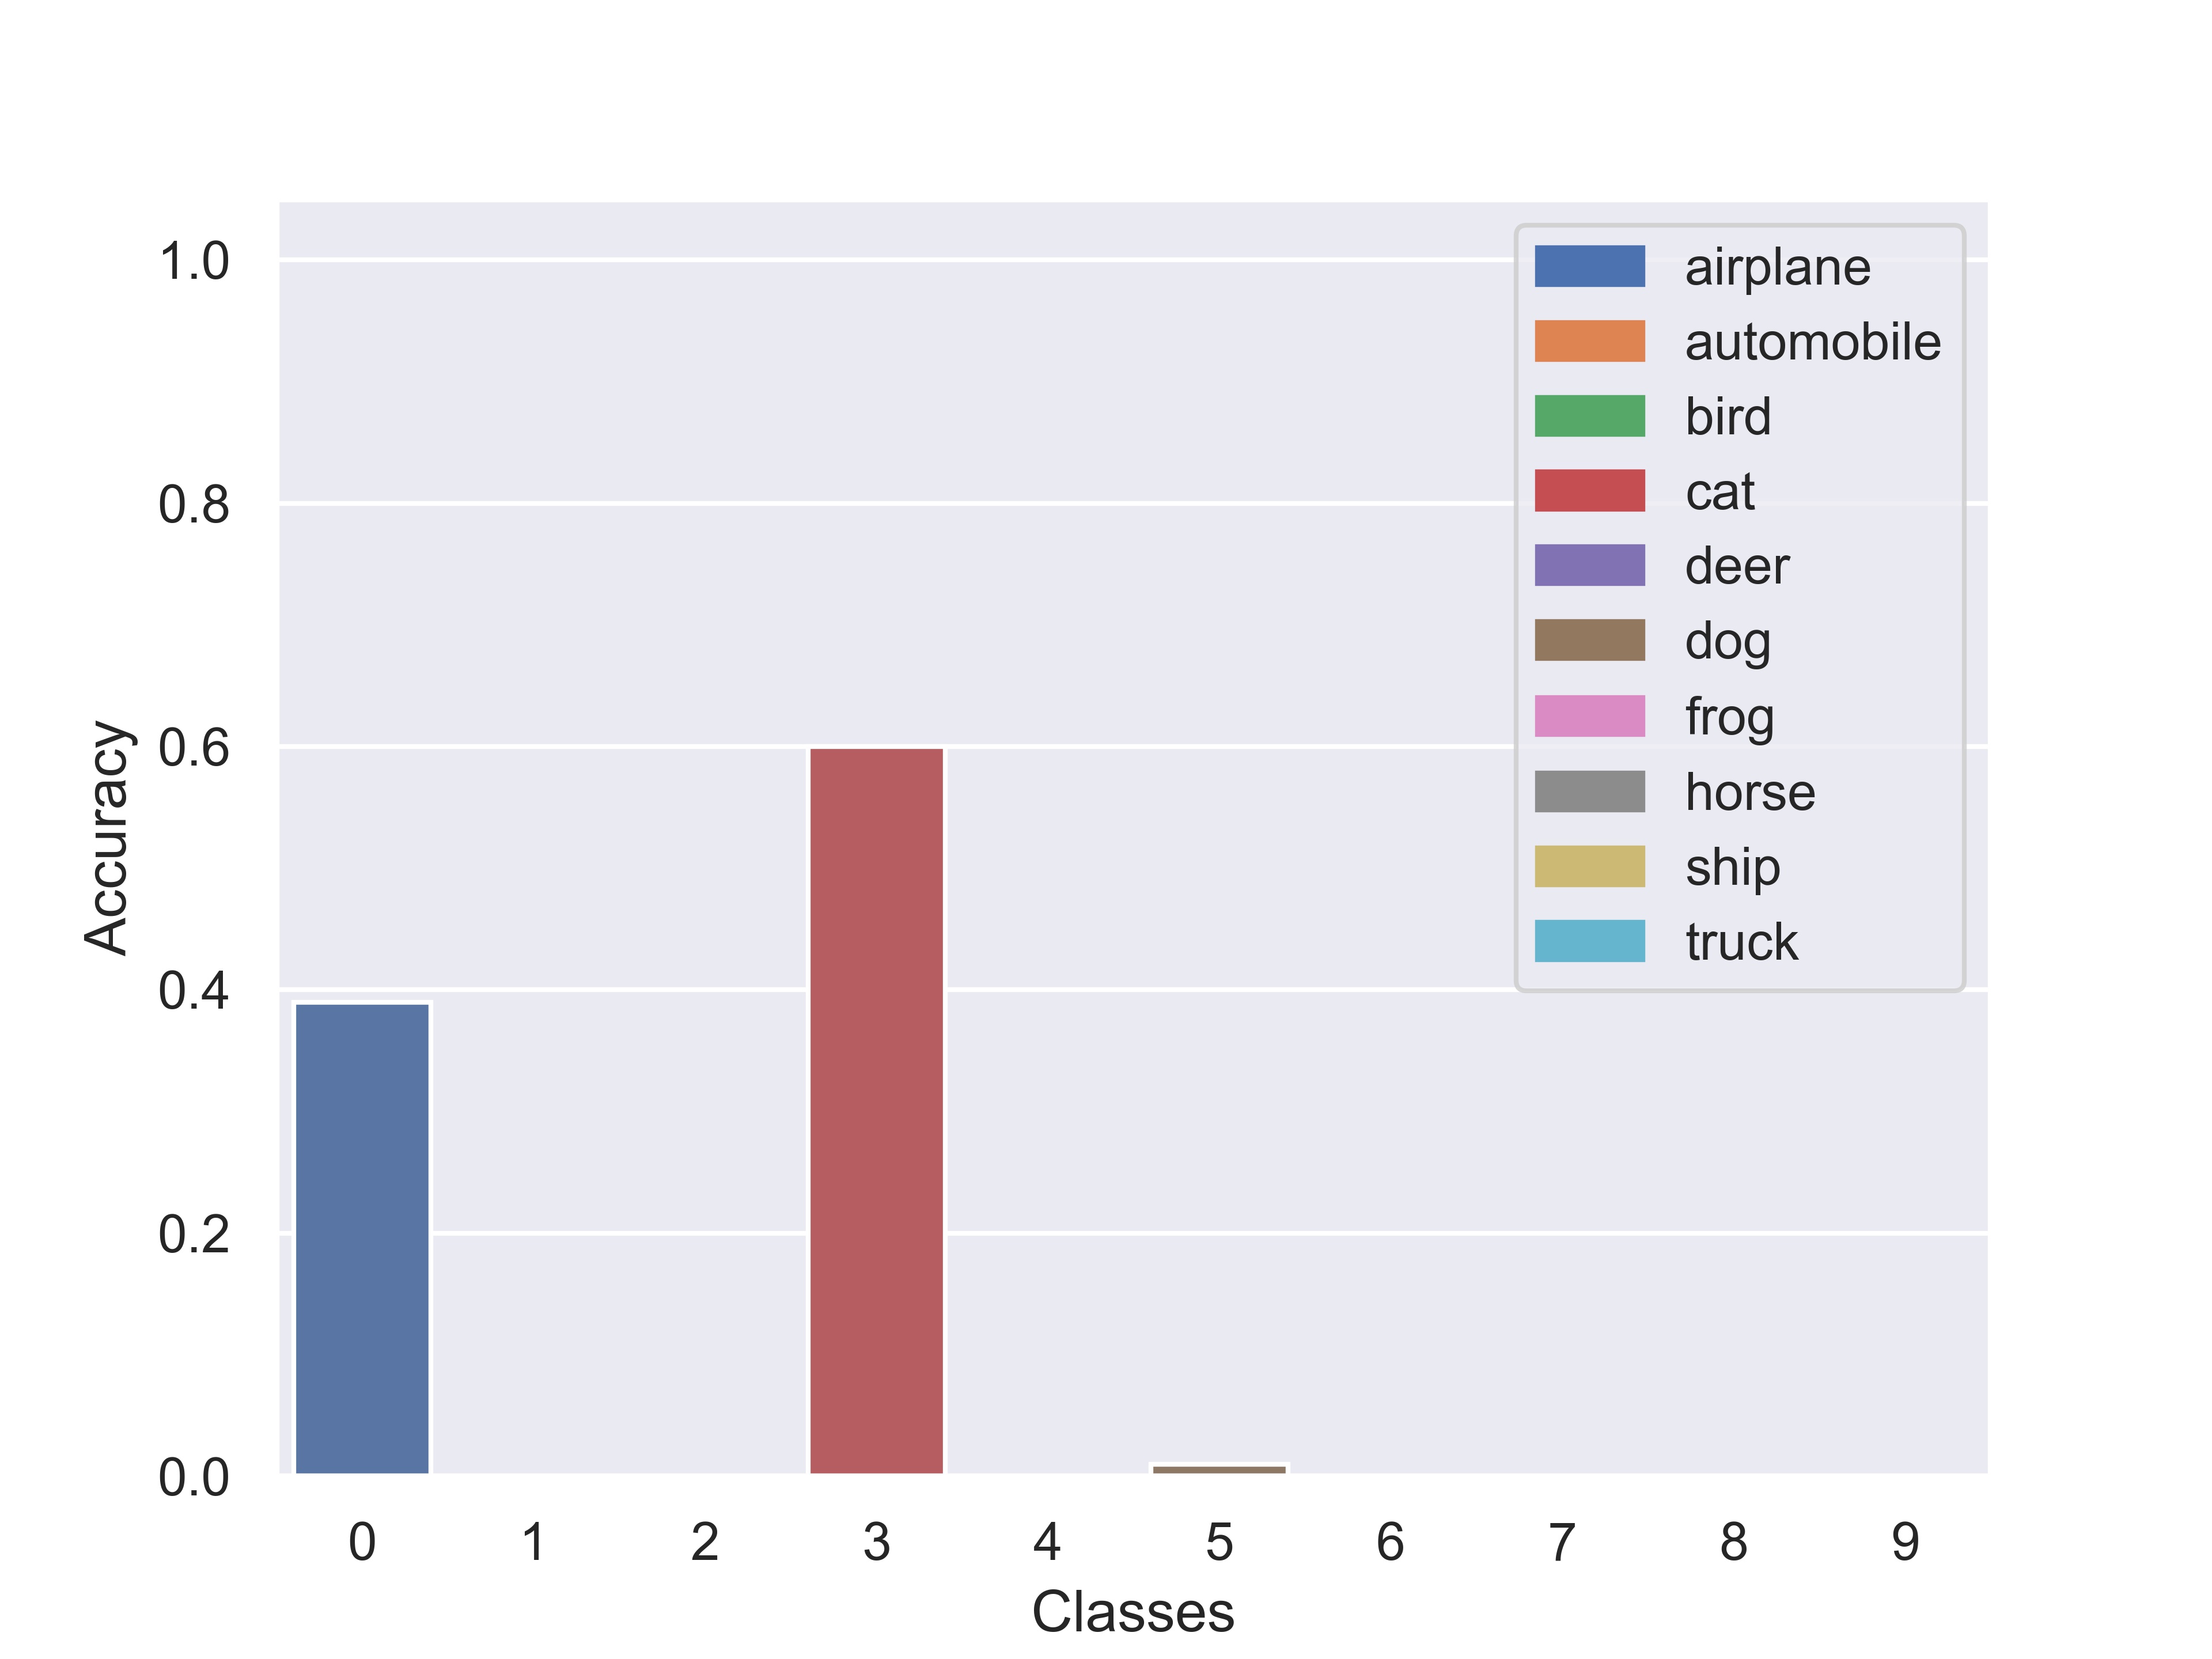 1.0
0.8
0.6
0.4
0.2
0.0
Accuracy
0 1 2 3 4 5 6 7 8 9
Classes
airplane
automobile
bird
cat
deer
dog
frog
horse
ship
truck